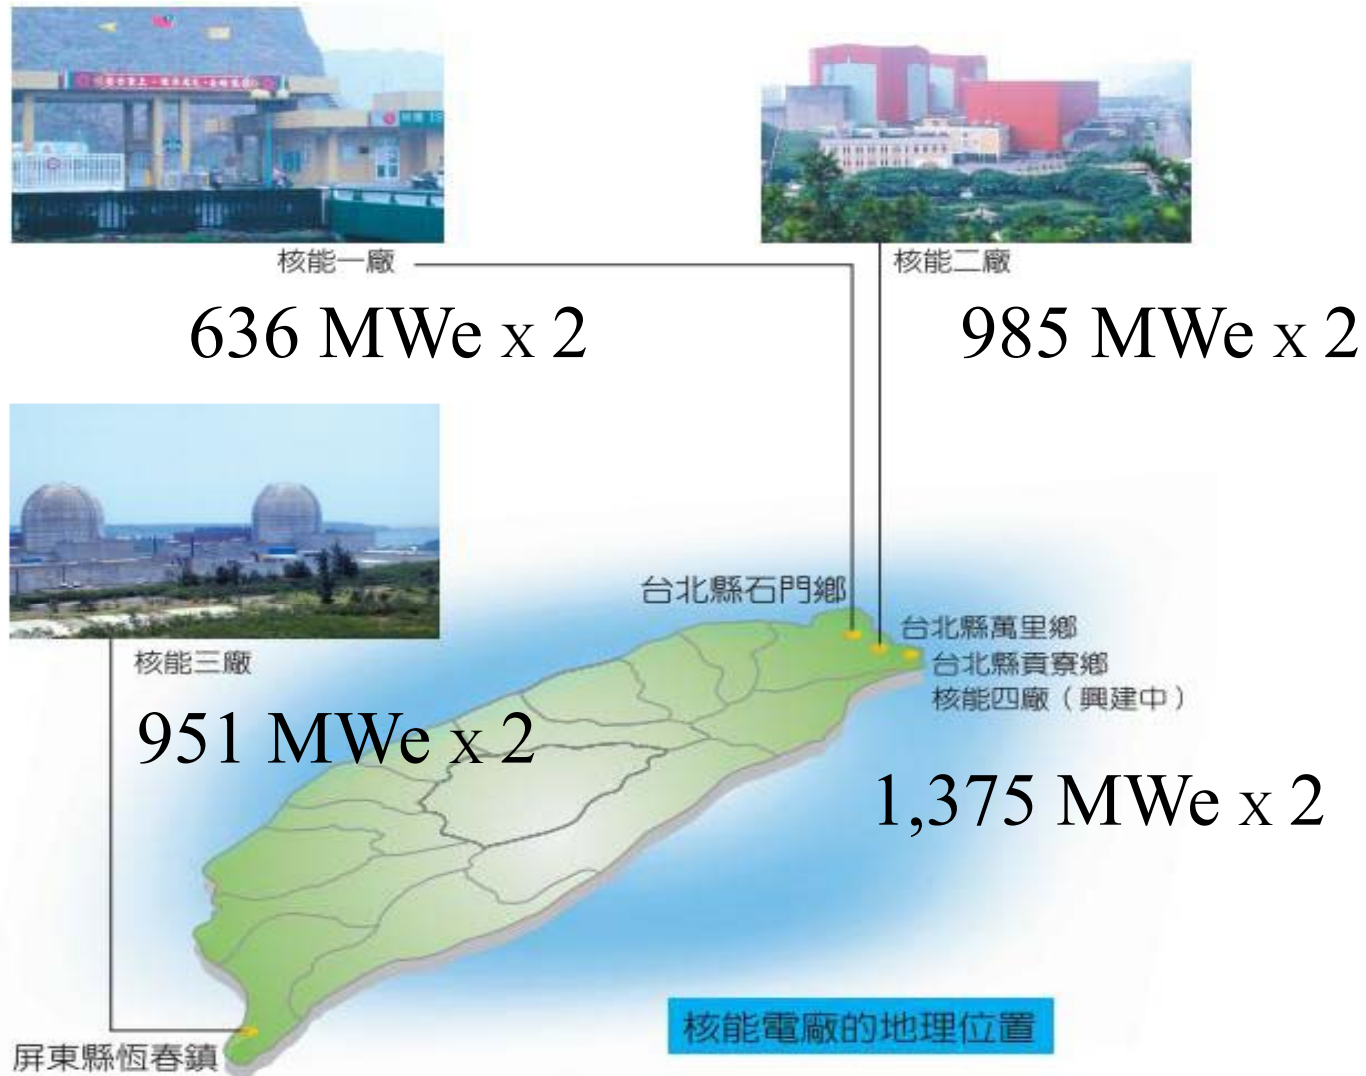 核能一廠
核能二廠
636 MWe x 2
985 MWe x 2
核能三廠
951 MWe x 2
台北縣石門鄉
台北縣萬里鄉
台北縣貢寮鄉
核能四廠（興建中）
1,375 MWe x 2
屏東縣恆春鎮
核能電廠的地理位置